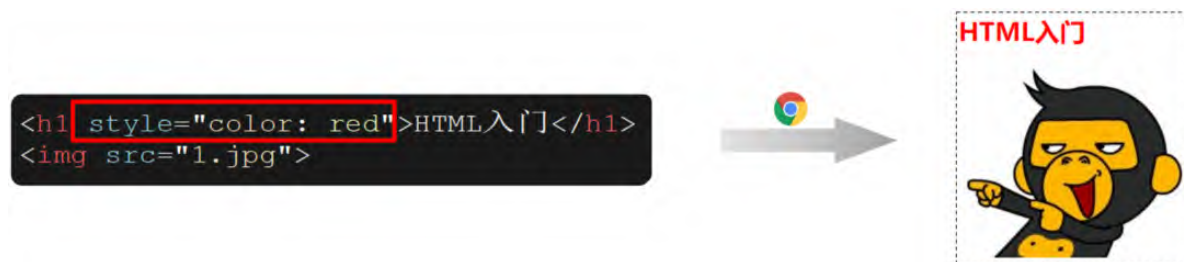 <h1 style="color: red">HTML入门</h1>
<img src="1.jpg">
HTML入门